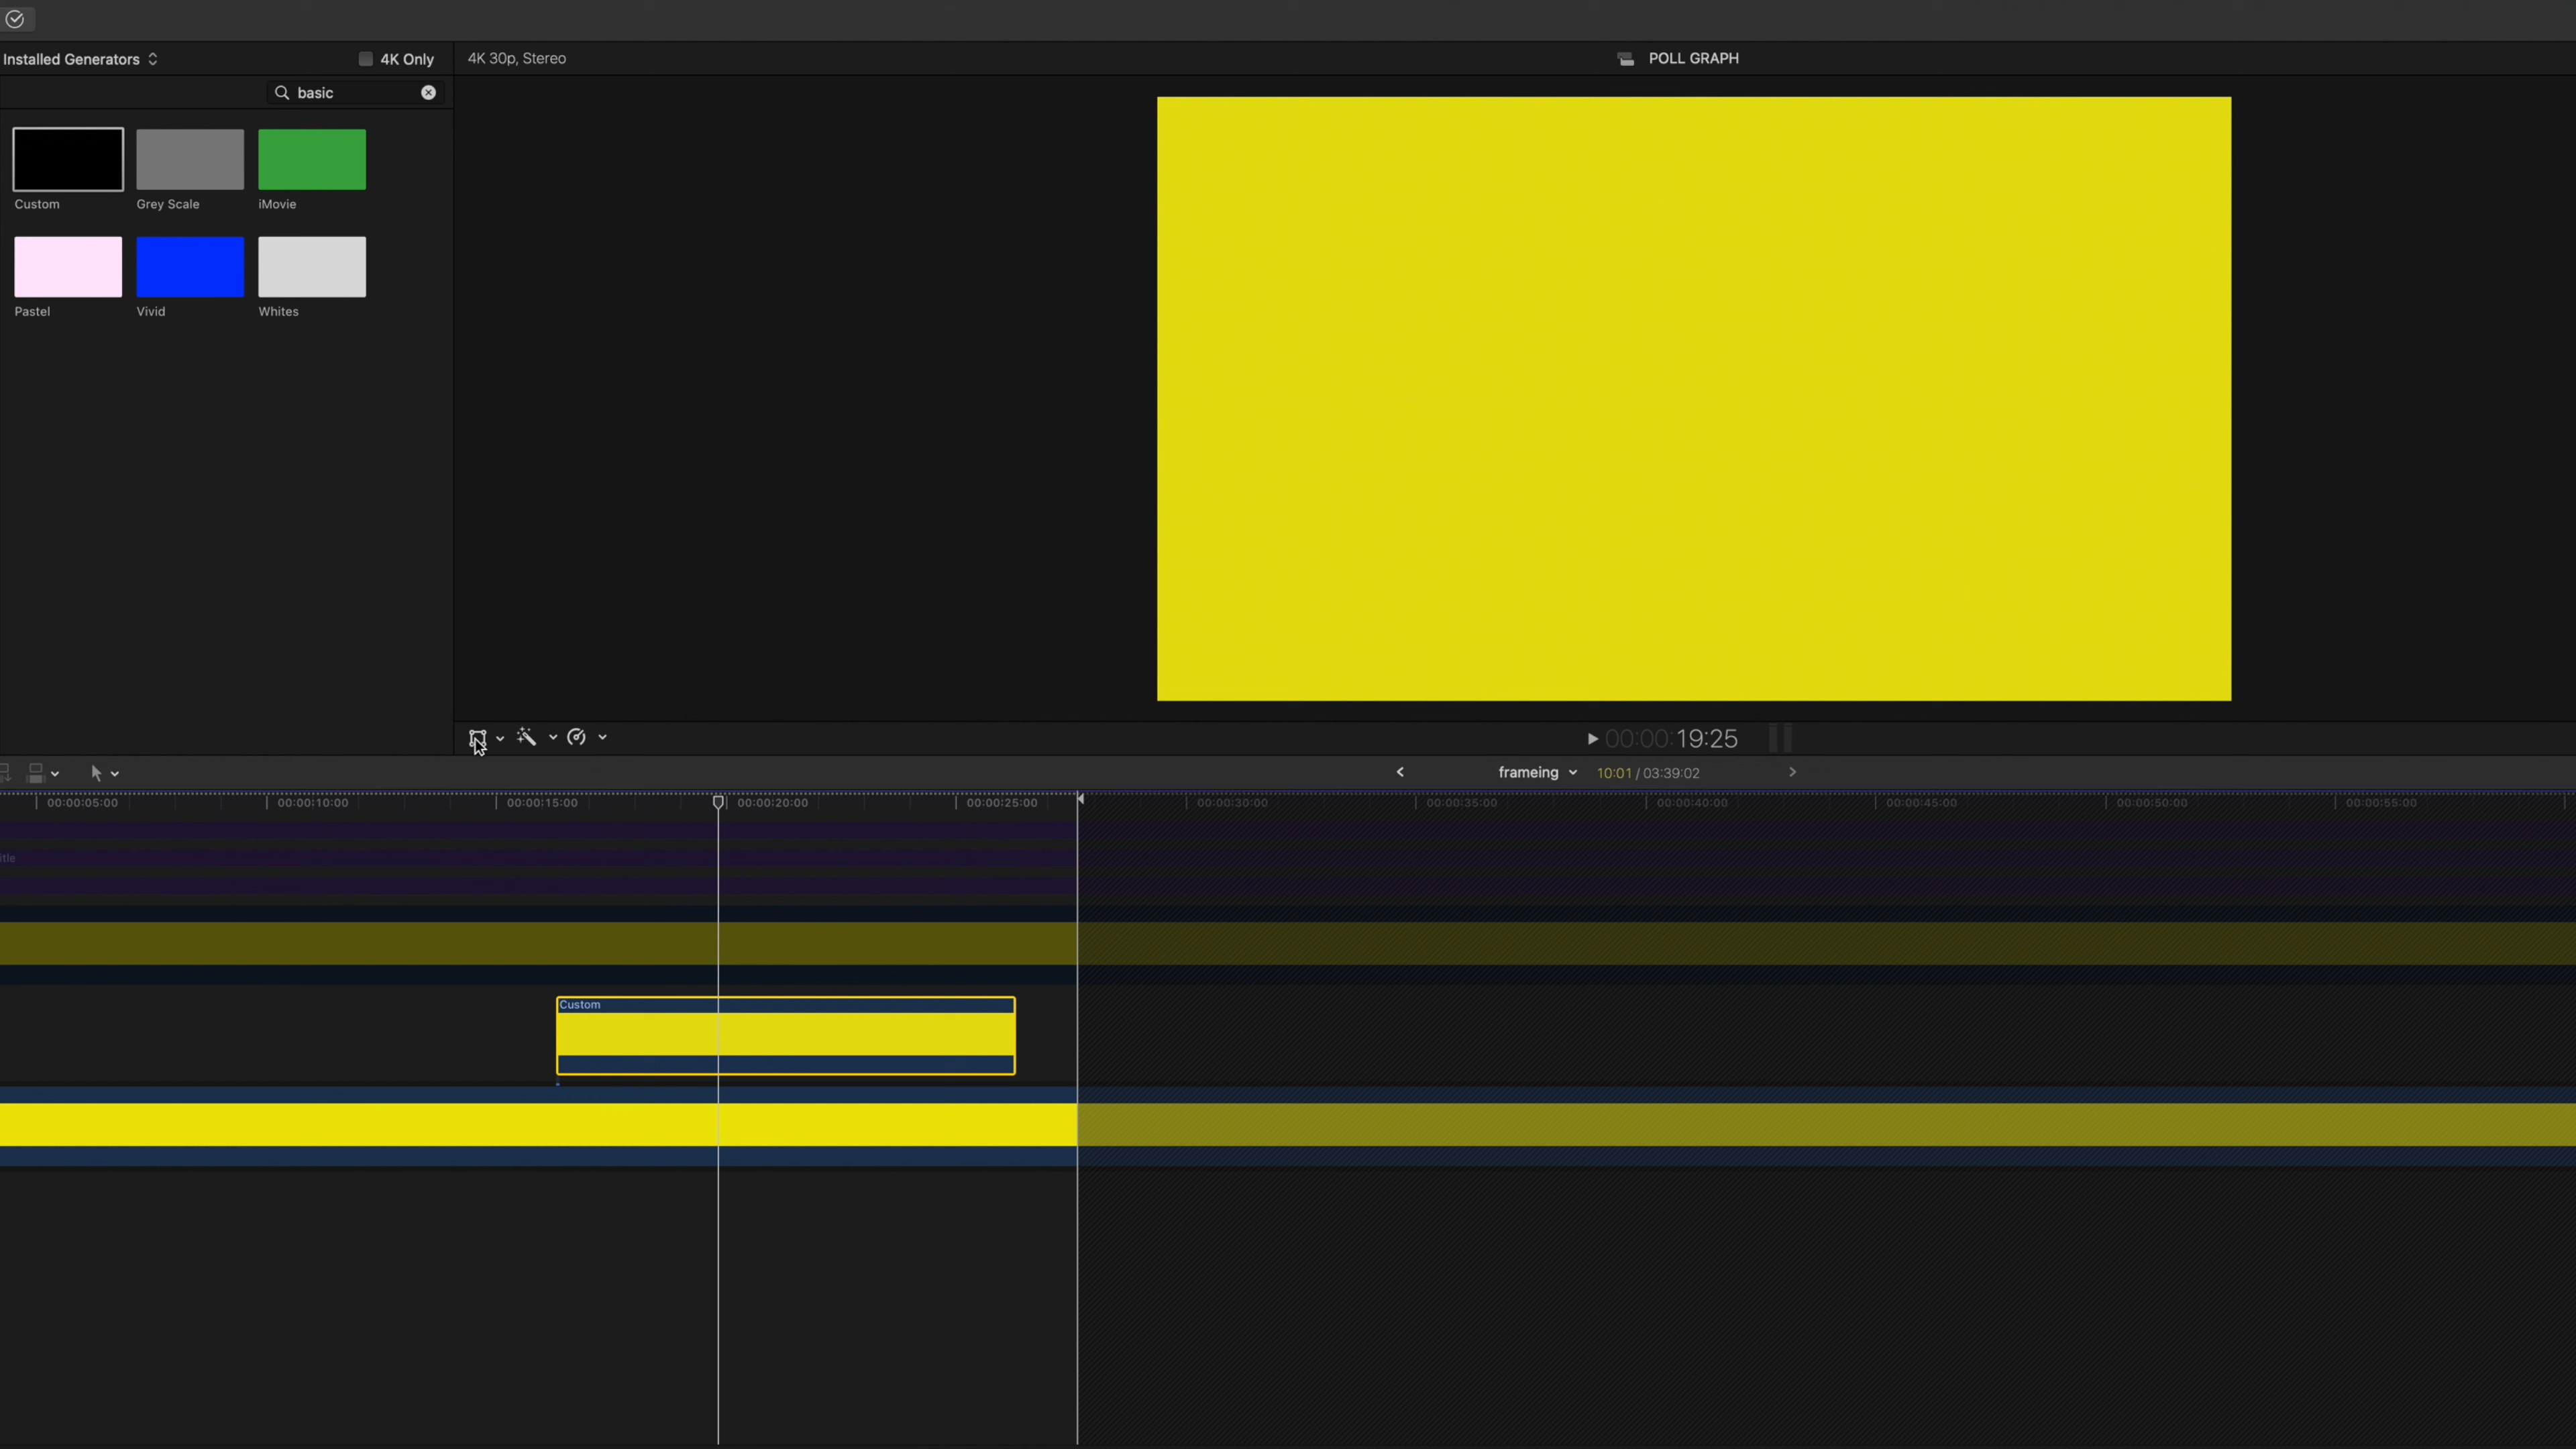 Installed Generators
4K Only
4K 30p, Stereo
POLL GRAPH
basic
Custom
Grey Scale
iMovie
Pastel
Vivid
Whites
00:00:19:25
frameing
10:01 / 03:39:02
00:00:05:00
00:00:10:00
00:00:15:00
00:00:20:00
00:00:25:00
00:00:30:00
00:00:35:00
00:00:40:00
00:00:45:00
00:00:50:00
00:00:55:00
itle
Custom